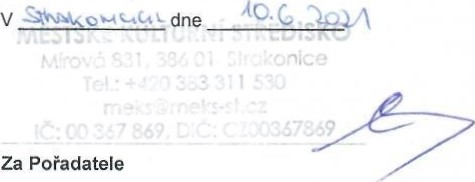 V Strakonicích dne 10.6 2021
MĚSTSKÉ KULTURNÍ STŘEDISKO
Mírová 831, 386 01 Strakonice
Tel.: +420 383 311 530
meks@meks-st.cz
IČ: 00 367 869, DIČ: CZ00367869
Za Pořadatele